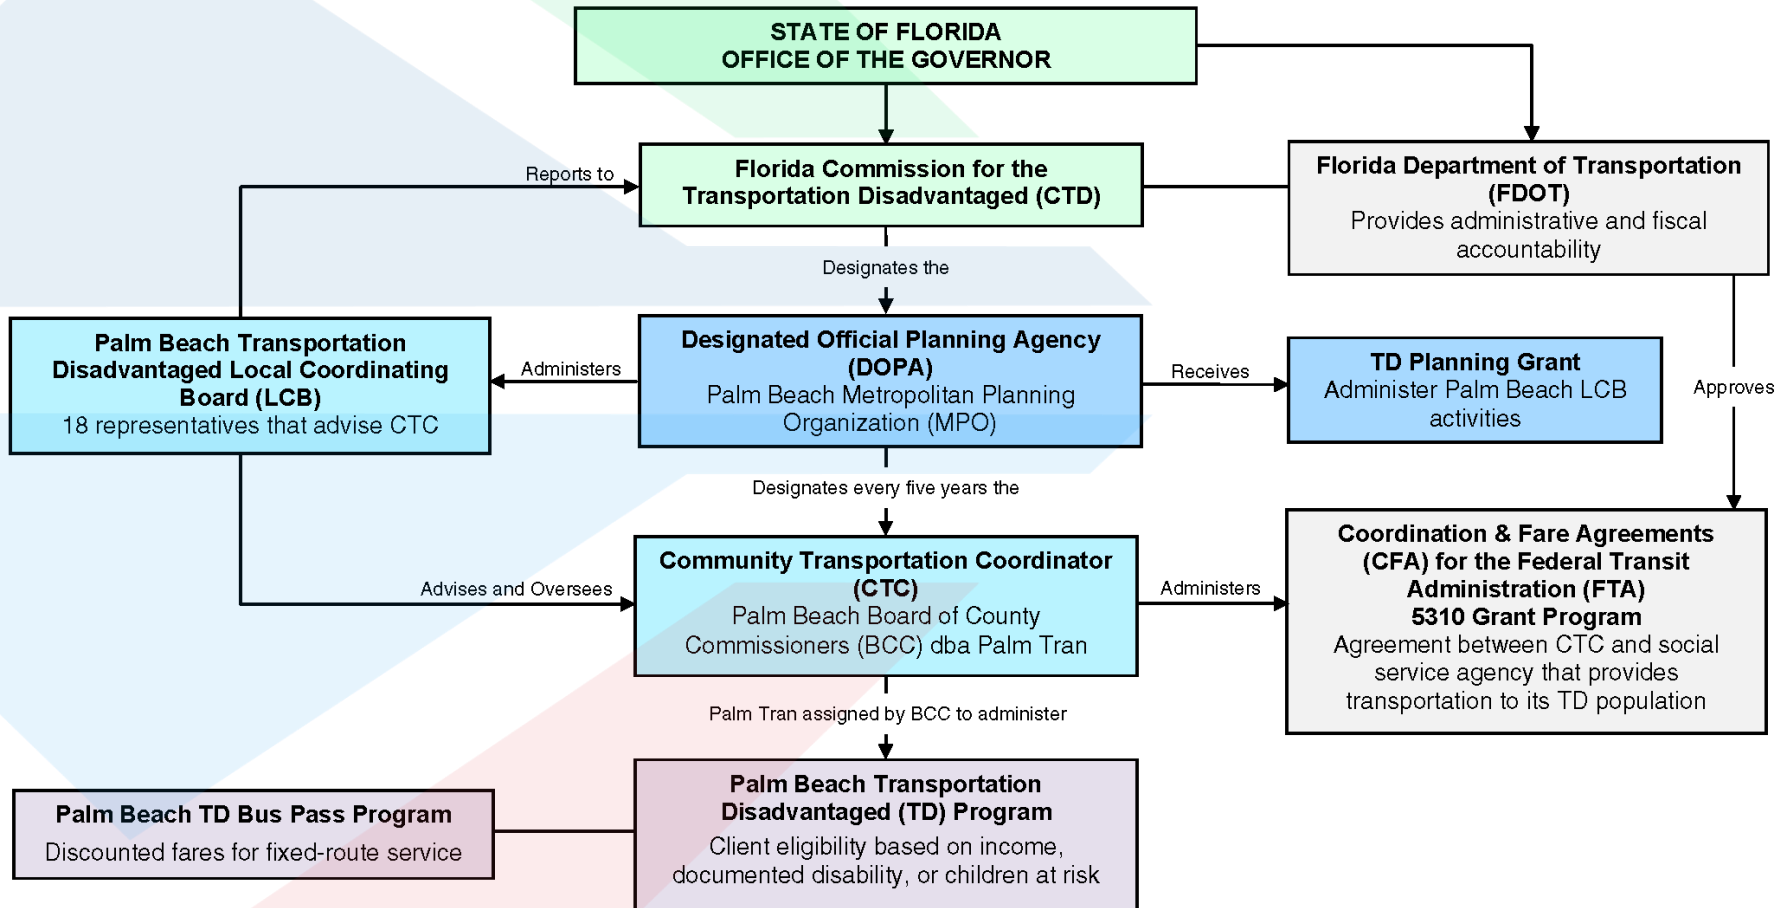 STATE OF FLORIDA
OFFICE OF THE GOVERNOR
Reports to
Florida Commission for the
Transportation Disadvantaged (CTD)
Florida Department of Transportation
(FDOT)
Provides administrative and fiscal
accountability
Designates the
Palm Beach Transportation
Disadvantaged Local Coordinating
Board (LCB)
18 representatives that advise CTC
Administers
Designated Official Planning Agency
(DOPA)
Palm Beach Metropolitan Planning
Organization (MPO)
Receives
TD Planning Grant
Administer Palm Beach LCB
activities
Approves
Designates every five years the
Advises and Oversees
Community Transportation Coordinator
(CTC)
Palm Beach Board of County
Commissioners (BCC) dba Palm Tran
Administers
Coordination & Fare Agreements
(CFA) for the Federal Transit
Administration (FTA)
5310 Grant Program
Agreement between CTC and social
service agency that provides
transportation to its TD population
Palm Tran assigned by BCC to administer
Palm Beach TD Bus Pass Program
Discounted fares for fixed-route service
Palm Beach Transportation
Disadvantaged (TD) Program
Client eligibility based on income,
documented disability, or children at risk